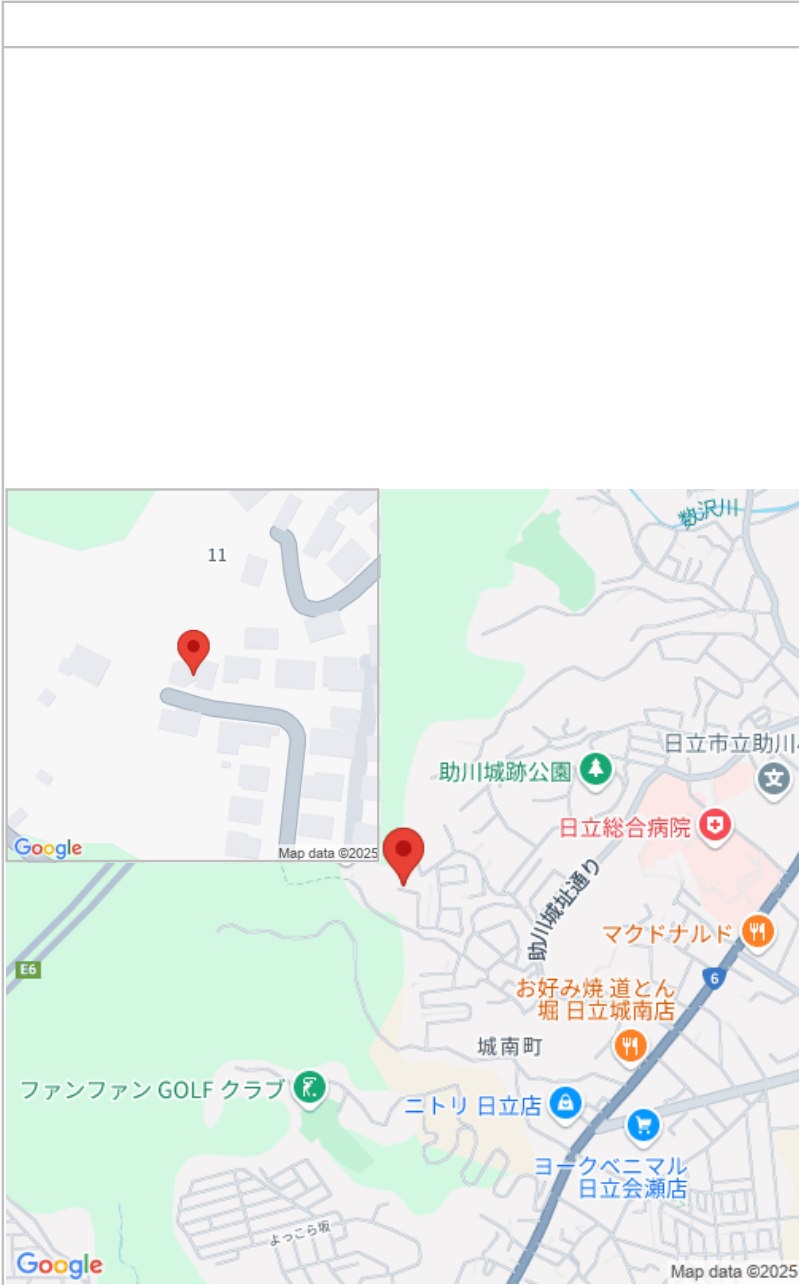 11
Google
Map data ©2025
数沢川
日立市立助川
助川城跡公園
日立総合病院
助川城址通り
マクドナルド
E6
6
お好み焼 道とん
堀 日立城南店
城南町
ファンファン GOLF クラブ
ニトリ 日立店
ヨークベニマル
日立会瀬店
よっこら坂
Google
Map data ©2025